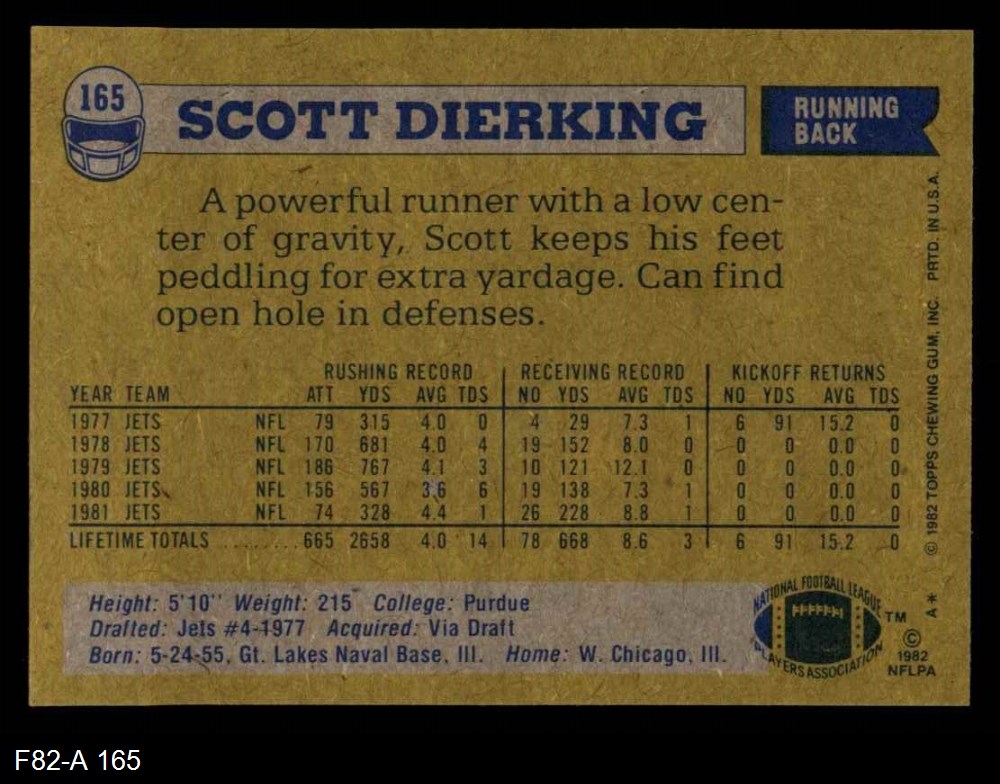 165
SCOTT DIERKING
RUNNING
BACK
A powerful runner with a low cen-
ter of gravity, Scott keeps his feet
peddling for extra yardage. Can find
open hole in defenses.
RUSHING RECORD RECEIVING RECORD KICKOFF RETURNS
YEAR TEAM ATT YDS AVG TDS NO YDS AVG TDS NO YDS AVG TDS
1977 JETS NFL 79 315 4.0 0 4 29 7.3 1 6 91 15.2 0
1978 JETS NFL 170 681 4.0 4 19 152 8.0 0 0 0 0.0 0
1979 JETS NFL 186 767 4.1 3 10 121 12.1 0 0 0 0.0 0
1980 JETS NFL 156 567 3.6 6 19 138 7.3 1 0 0 0.0 0
1981 JETS NFL 74 328 4.4 1 26 228 8.8 1 0 0 0.0 0
LIFETIME TOTALS .......... 665 2658 4.0 14 78 668 8.6 3 6 91 15.2 0
Height: 5'10" Weight: 215 College: Purdue
Drafted: Jets #4-1977 Acquired: Via Draft
Born: 5-24-55, Gt. Lakes Naval Base, Ill. Home: W. Chicago, Ill.
NATIONAL FOOTBALL LEAGUE
PLAYERS ASSOCIATION
TM
©
1982
NFLPA
A*
© 1982 TOPPS CHEWING GUM, INC. PRTD. IN U.S.A.
F82-A 165